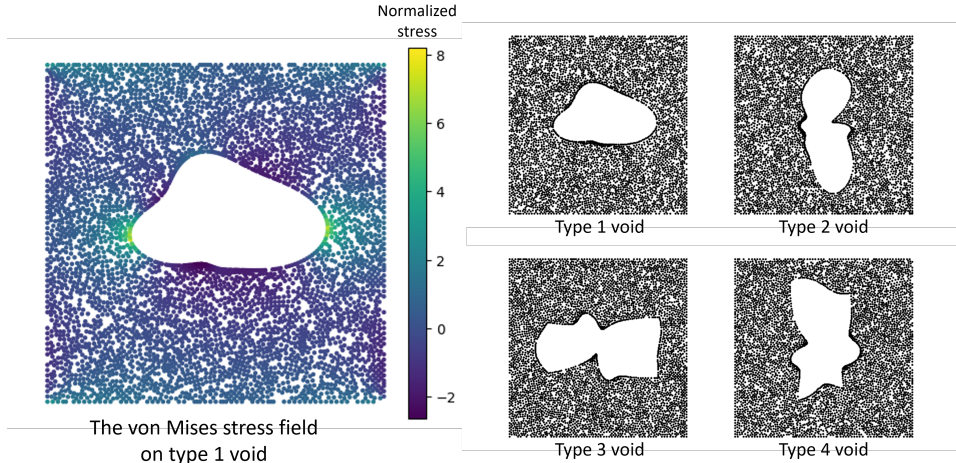 Normalized
stress
8
6
4
2
0
−2
The von Mises stress field
on type 1 void
Type 1 void
Type 2 void
Type 3 void
Type 4 void